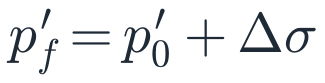 p′_f = p′_0 + Δσ